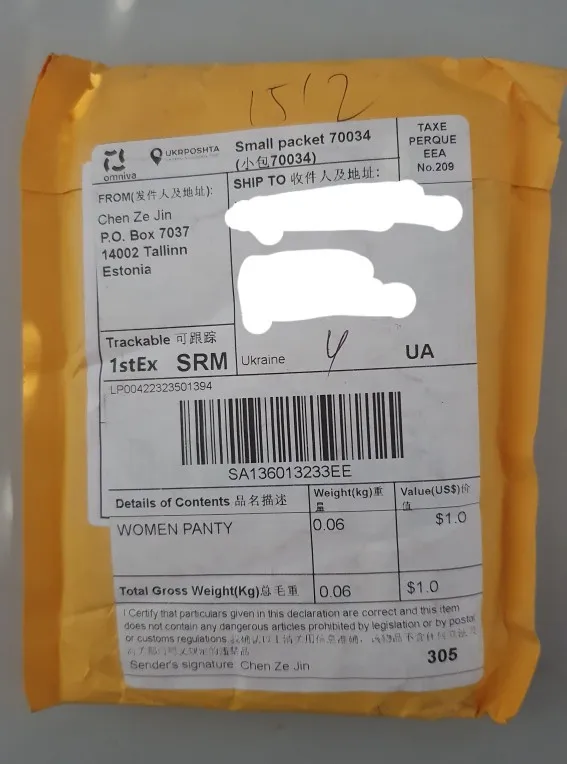 1512
omniva
UKRPOSHTA
Small packet 70034
(小包70034)
TAXE
PERQUE
EEA
No.209
FROM(发件人及地址):
Chen Ze Jin
P.O. Box 7037
14002 Tallinn
Estonia
SHIP TO 收件人及地址:
Trackable 可跟踪
1stEx SRM
Ukraine
UA
LP00422323501394
SA136013233EE
Details of Contents 品名描述
Weight(kg)重
量
Value(US$)价
值
WOMEN PANTY
0.06
$1.0
Total Gross Weight(Kg)总毛重
0.06
$1.0
I Certify that particulars given in this declaration are correct and this item
does not contain any dangerous articles prohibited by legislation or by postal
or customs regulations.
Sender's signature: Chen Ze Jin
305